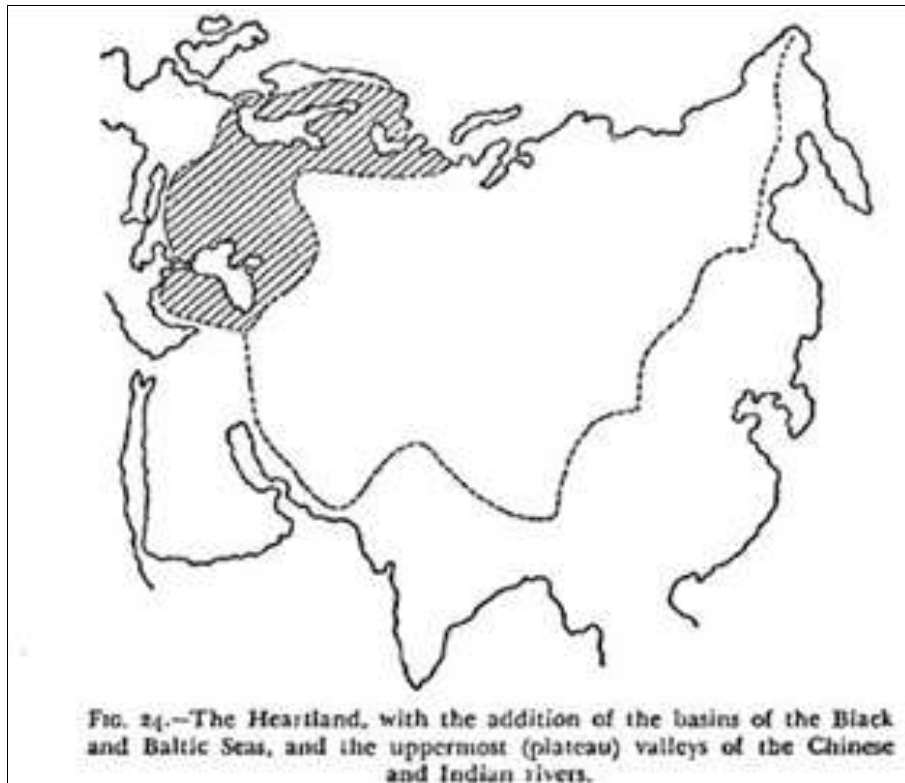 FIG. 24.—The Heartland, with the addition of the basins of the Black
and Baltic Seas, and the uppermost (plateau) valleys of the Chinese
and Indian rivers.